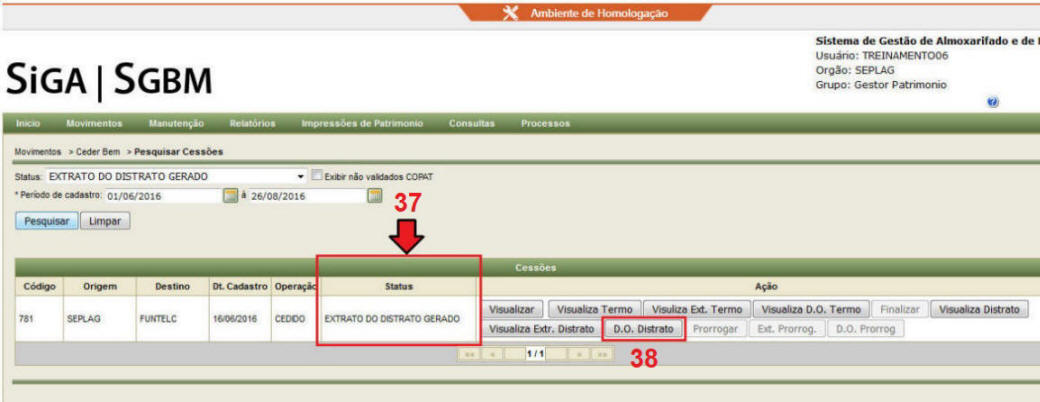 Ambiente de Homologação
Sistema de Gestão de Almoxarifado e de
Usuário: TREINAMENTO06
Orgão: SEPLAG
Grupo: Gestor Patrimonio
SiGA | SGBM
Inicio Movimentos Manutenção Relatórios Impressões de Patrimonio Consultas Processos
Movimentos > Ceder Bem > Pesquisar Cessões
Status: EXTRATO DO DISTRATO GERADO Exibir não validados COPAT
* Período de cadastro: 01/06/2016 à 26/08/2016
37
Pesquisar Limpar
Cessões
Código Origem Destino Dt. Cadastro Operação Status Ação
781 SEPLAG FUNTELC 16/06/2016 CEDIDO EXTRATO DO DISTRATO GERADO
Visualizar Visualiza Termo Visuliza Ext. Termo Visualiza D.O. Termo Finalizar Visualiza Distrato
Visualiza Extr. Distrato D.O. Distrato Prorrogar Ext. Prorrog. D.O. Prorrog
1 / 1
38